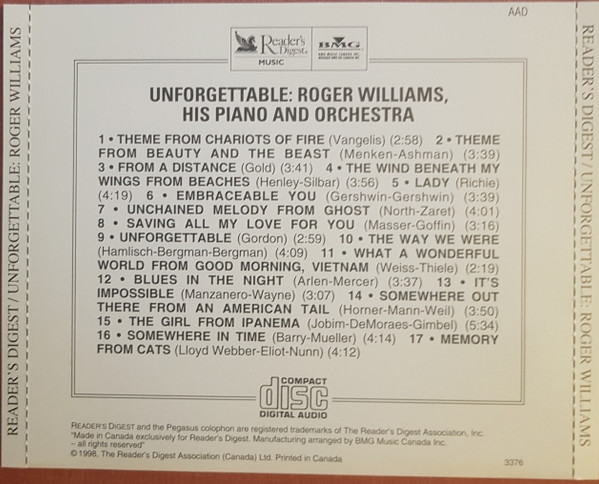 AAD
Reader's
Digest
MUSIC
BMG
BMG MUSIC CANADA INC.
UNFORGETTABLE: ROGER WILLIAMS,
HIS PIANO AND ORCHESTRA
1 • THEME FROM CHARIOTS OF FIRE (Vangelis) (2:58) 2 • THEME
FROM BEAUTY AND THE BEAST (Menken-Ashman) (3:39)
3 • FROM A DISTANCE (Gold) (3:41) 4 • THE WIND BENEATH MY
WINGS FROM BEACHES (Henley-Silbar) (3:56) 5 • LADY (Richie)
(4:19) 6 • EMBRACEABLE YOU (Gershwin-Gershwin) (3:39)
7 • UNCHAINED MELODY FROM GHOST (North-Zaret) (4:01)
8 • SAVING ALL MY LOVE FOR YOU (Masser-Goffin) (3:16)
9 • UNFORGETTABLE (Gordon) (2:59) 10 • THE WAY WE WERE
(Hamlisch-Bergman-Bergman) (4:09) 11 • WHAT A WONDERFUL
WORLD FROM GOOD MORNING, VIETNAM (Weiss-Thiele) (2:19)
12 • BLUES IN THE NIGHT (Arlen-Mercer) (3:37) 13 • IT'S
IMPOSSIBLE (Manzanero-Wayne) (3:07) 14 • SOMEWHERE OUT
THERE FROM AN AMERICAN TAIL (Horner-Mann-Weil) (3:50)
15 • THE GIRL FROM IPANEMA (Jobim-DeMoraes-Gimbel) (5:34)
16 • SOMEWHERE IN TIME (Barry-Mueller) (4:14) 17 • MEMORY
FROM CATS (Lloyd Webber-Eliot-Nunn) (4:12)
COMPACT
disc
DIGITAL AUDIO
READER'S DIGEST and the Pegasus colophon are registered trademarks of The Reader's Digest Association, Inc.
"Made in Canada exclusively for Reader's Digest. Manufacturing arranged by BMG Music Canada Inc.
– all rights reserved"
© 1998, The Reader's Digest Association (Canada) Ltd. Printed in Canada
3376
READER'S DIGEST / UNFORGETTABLE: ROGER WILLIAMS
READER'S DIGEST / UNFORGETTABLE: ROGER WILLIAMS